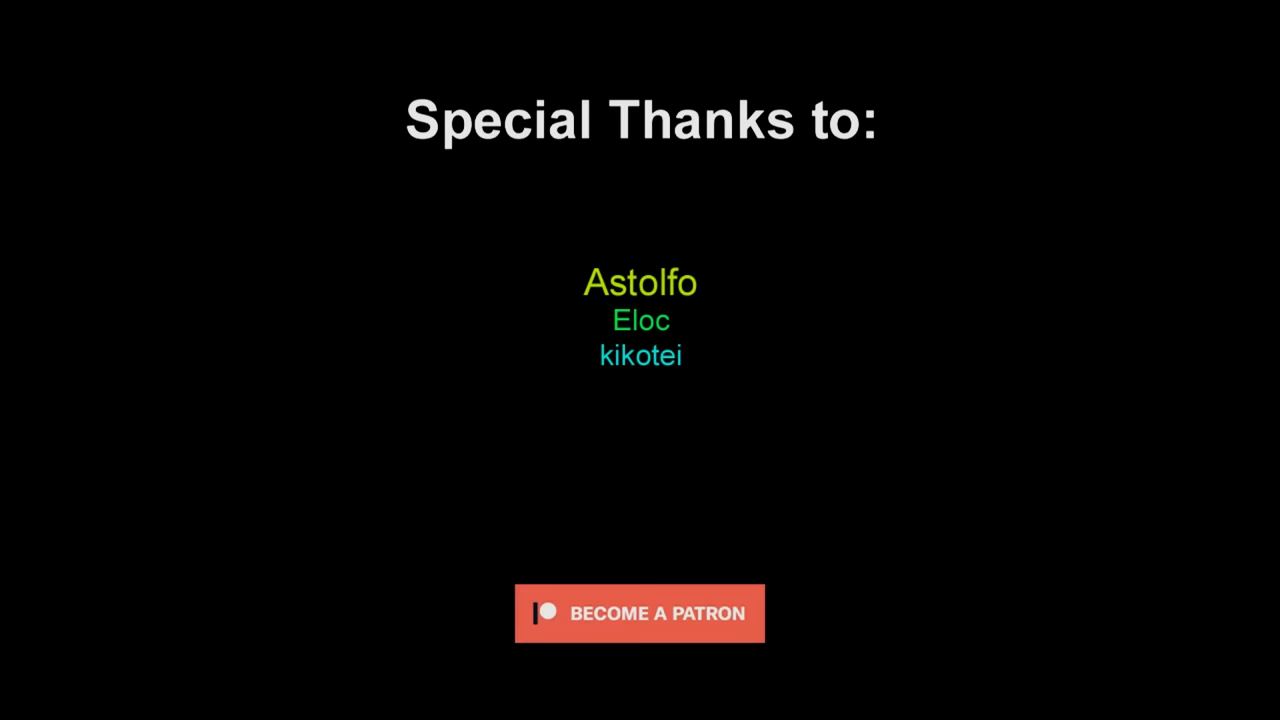 Special Thanks to:
Astolfo
Eloc
kikotei
BECOME A PATRON